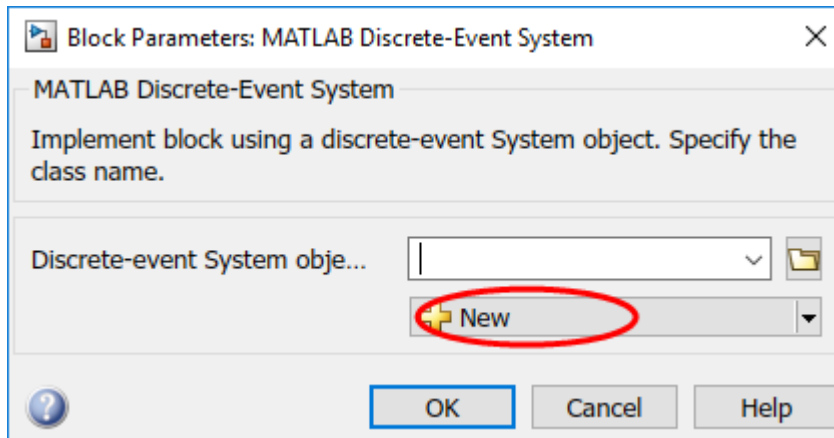 Block Parameters: MATLAB Discrete-Event System
MATLAB Discrete-Event System
Implement block using a discrete-event System object. Specify the
class name.
Discrete-event System obje...
New
OK Cancel Help